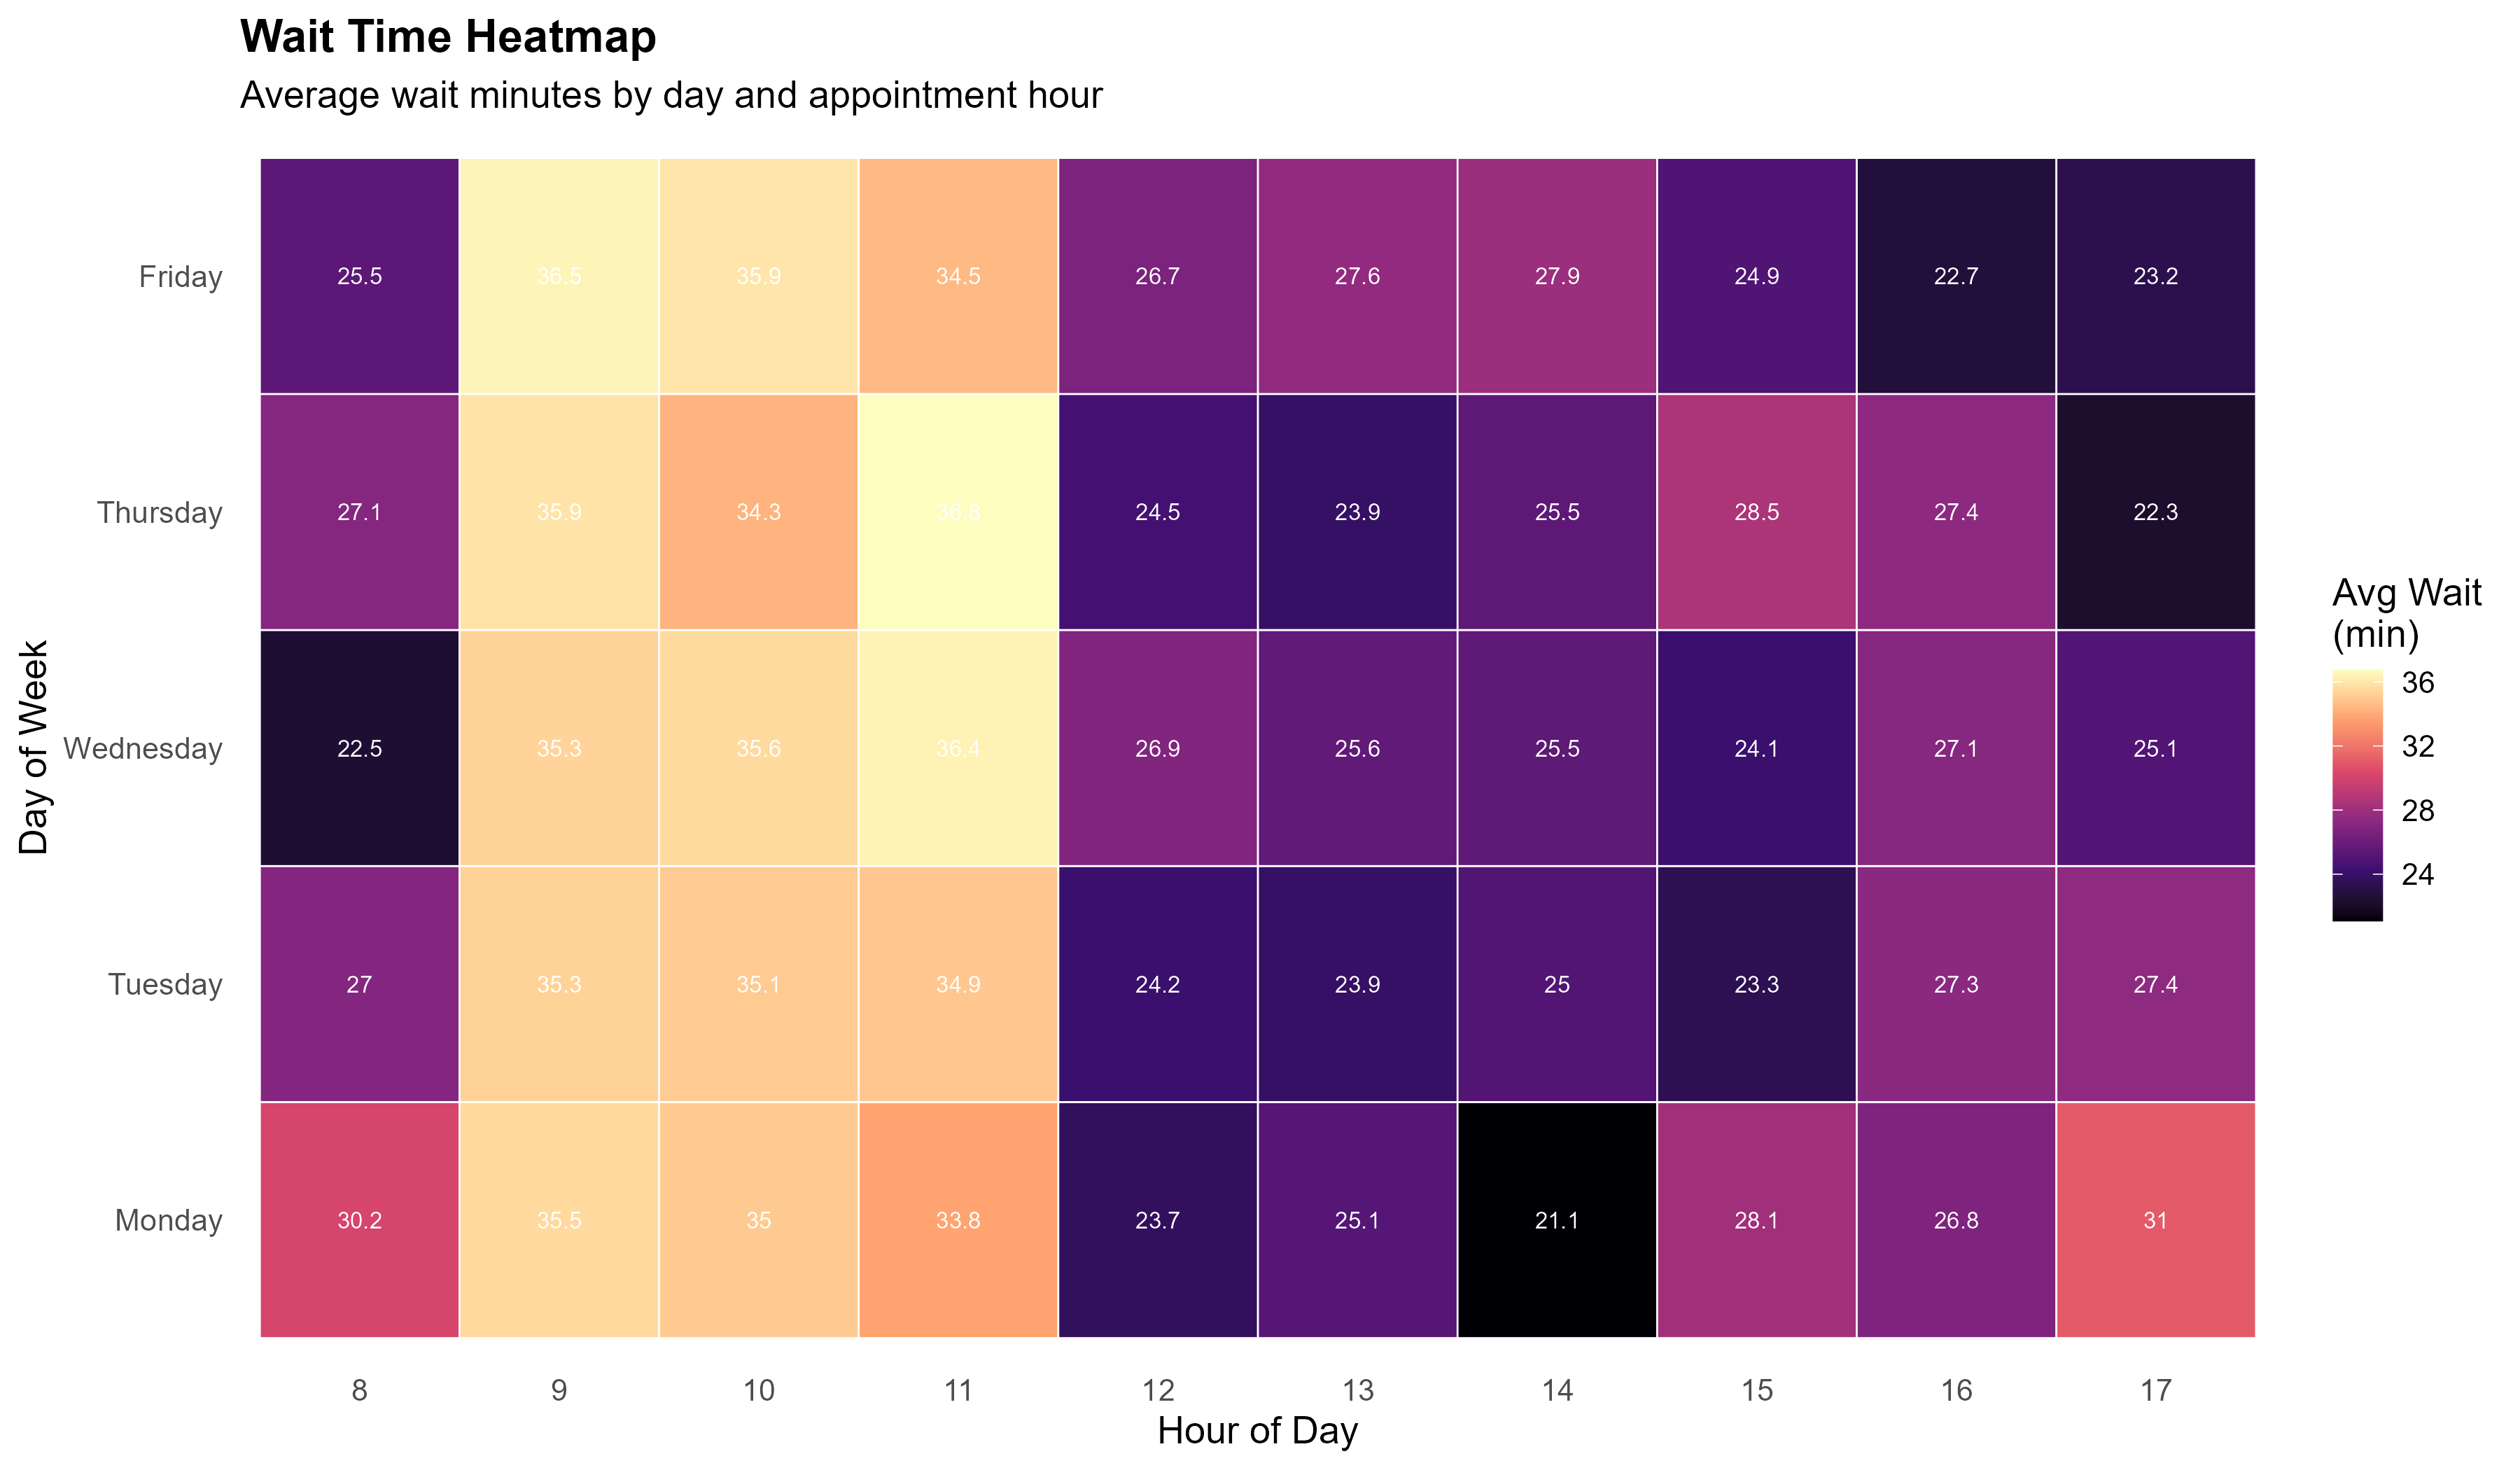 Wait Time Heatmap
Average wait minutes by day and appointment hour
Day of Week
Friday 25.5 36.5 35.9 34.5 26.7 27.6 27.9 24.9 22.7 23.2
Thursday 27.1 35.9 34.3 36.8 24.5 23.9 25.5 28.5 27.4 22.3
Wednesday 22.5 35.3 35.6 36.4 26.9 25.6 25.5 24.1 27.1 25.1
Tuesday 27 35.3 35.1 34.9 24.2 23.9 25 23.3 27.3 27.4
Monday 30.2 35.5 35 33.8 23.7 25.1 21.1 28.1 26.8 31
8 9 10 11 12 13 14 15 16 17
Hour of Day
Avg Wait
(min)
36
32
28
24